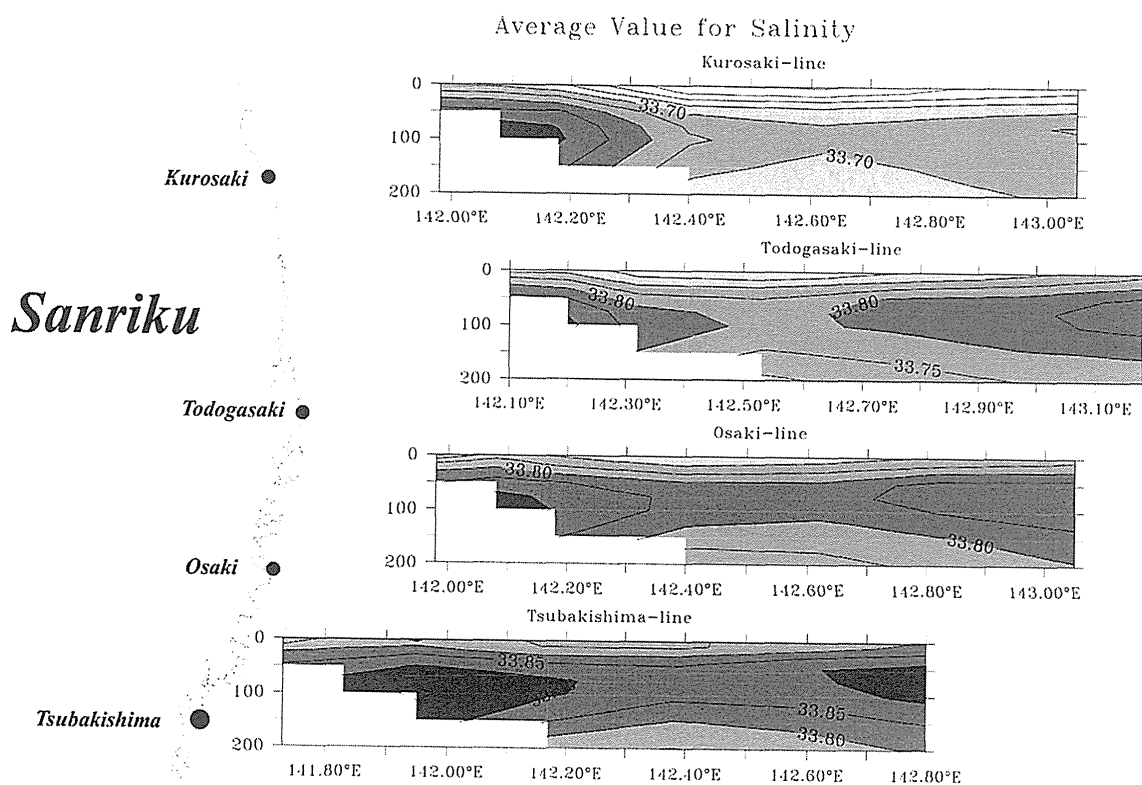 Average Value for Salinity
Kurosaki-line
0
100
200
33.70
33.70
142.00°E 142.20°E 142.40°E 142.60°E 142.80°E 143.00°E
Kurosaki
Sanriku
Todogasaki-line
0
100
200
33.80
33.80
33.75
142.10°E 142.30°E 142.50°E 142.70°E 142.90°E 143.10°E
Todogasaki
Osaki-line
0
100
200
33.80
33.80
142.00°E 142.20°E 142.40°E 142.60°E 142.80°E 143.00°E
Osaki
Tsubakishima-line
0
100
200
33.85
33.85
33.80
141.80°E 142.00°E 142.20°E 142.40°E 142.60°E 142.80°E
Tsubakishima